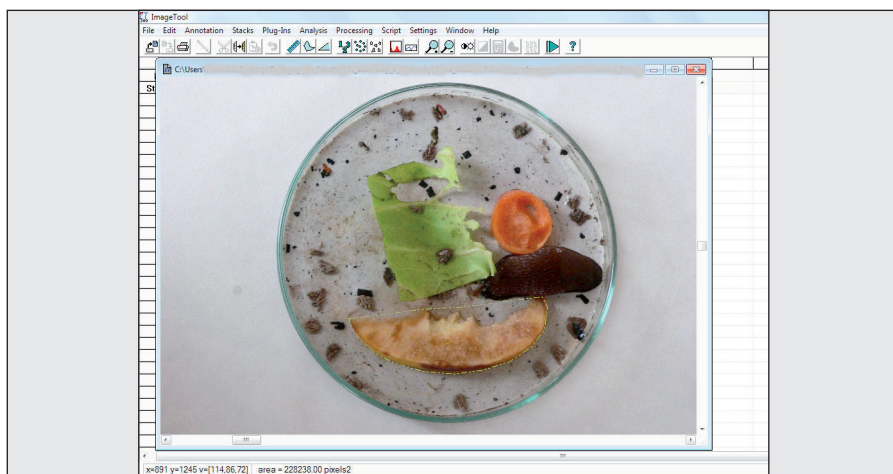 ImageTool
File Edit Annotation Stacks Plug-Ins Analysis Processing Script Settings Window Help
C:\Users\
St
x=891 y=1245 v=[114,86,72] area = 228238.00 pixels2